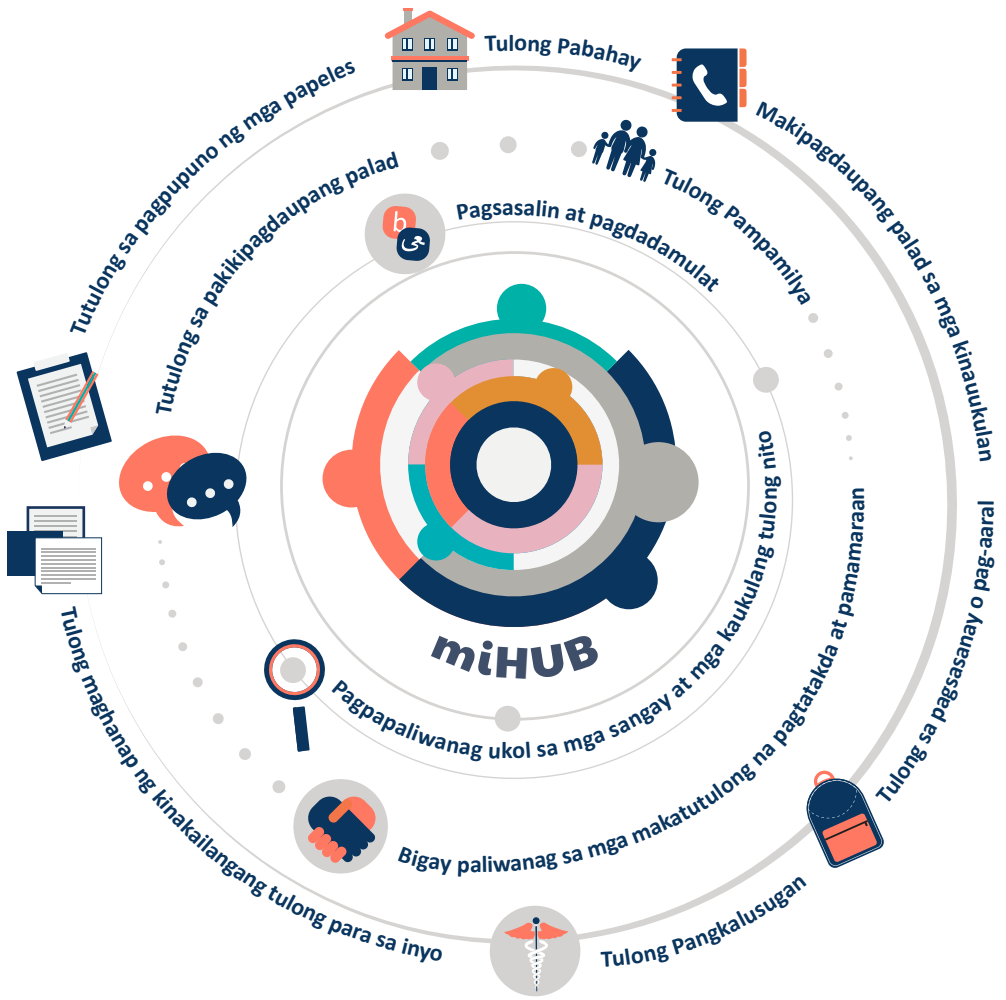 Tulong Pabahay
Makipagdaupang palad sa mga kinauukulan
Tulong sa pagsasanay o pag-aaral
Tulong Pangkalusugan
Tulong maghanap ng kinakailangang tulong para sa inyo
Tutulong sa pagpupuno ng mga papeles
Tulong Pampamilya
Bigay paliwanag sa mga makatutulong na pagtatakda at pamamaraan
Tutulong sa pakikipagdaupang palad
Pagsasalin at pagdadamulat
b
Pagpapaliwanag ukol sa mga sangay at mga kaukulang tulong nito
miHUB